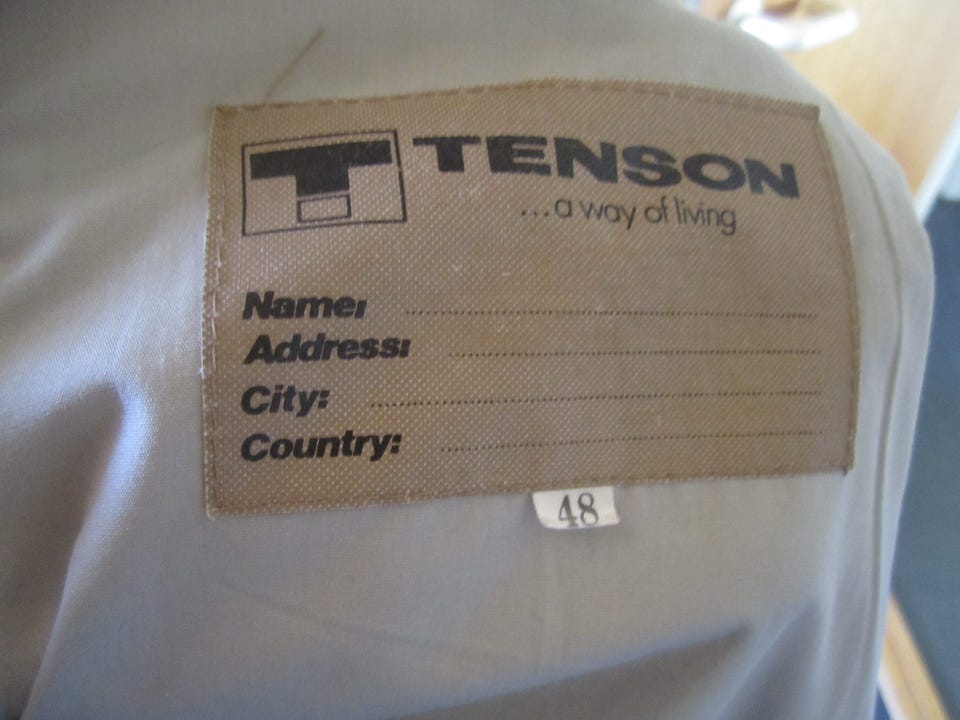 T TENSON
...a way of living
Name:
Address:
City:
Country:
48